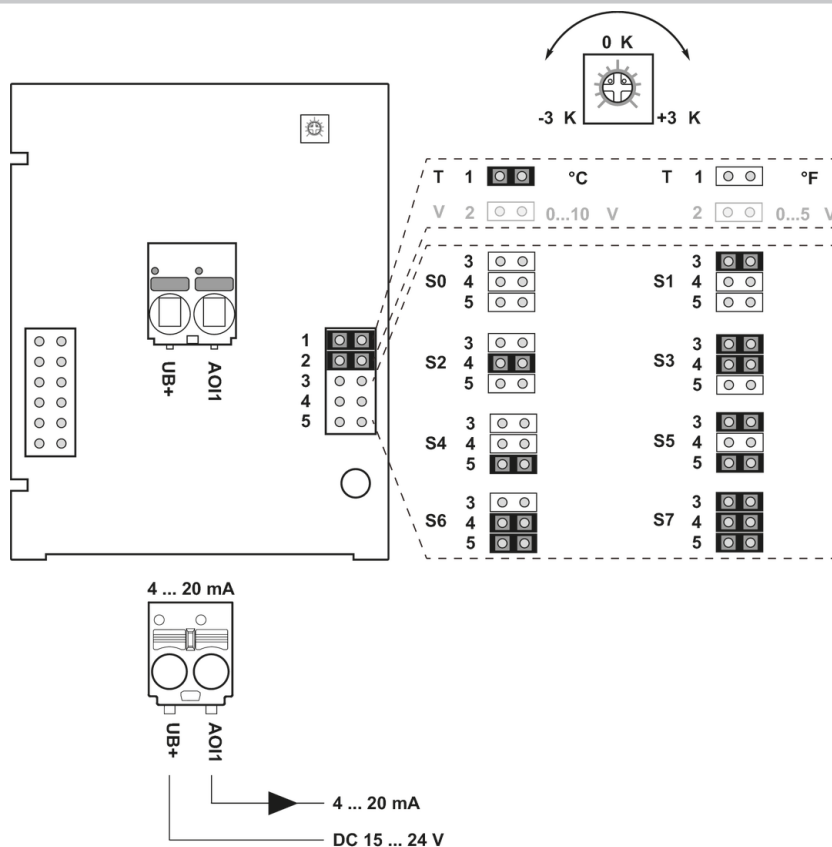 0 K
-3 K +3 K
T 1 °C T 1 °F
V 2 0...10 V 2 0...5 V
S0 3 4 5 S1 3 4 5
UB+ AOI1
1
2
3
4
5
S2 3 4 5 S3 3 4 5
S4 3 4 5 S5 3 4 5
S6 3 4 5 S7 3 4 5
4 ... 20 mA
UB+ AOI1
4 ... 20 mA
DC 15 ... 24 V